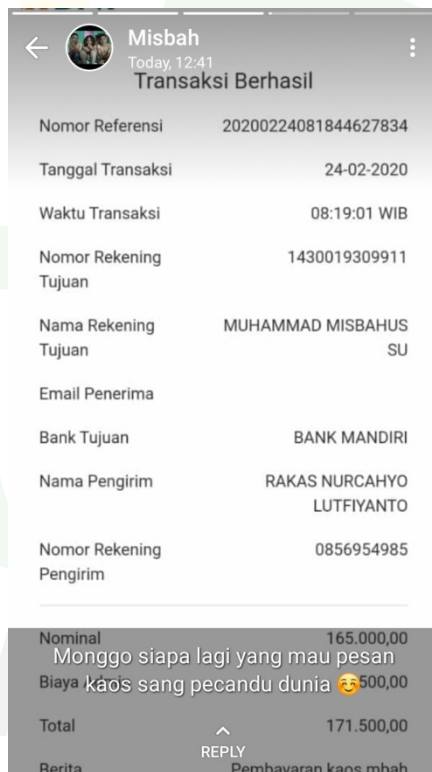 Misbah
Today, 12:41
Transaksi Berhasil
Nomor Referensi 20200224081844627834
Tanggal Transaksi 24-02-2020
Waktu Transaksi 08:19:01 WIB
Nomor Rekening 1430019309911
Tujuan
Nama Rekening MUHAMMAD MISBAHUS
Tujuan SU
Email Penerima
Bank Tujuan BANK MANDIRI
Nama Pengirim RAKAS NURCAHYO
LUTFIYANTO
Nomor Rekening 0856954985
Pengirim
Nominal 165.000,00
Monggo siapa lagi yang mau pesan
Biaya 500,00
kaos sang pecandu dunia ☺️
Total 171.500,00
REPLY
Berita Pembayaran kaos mbah